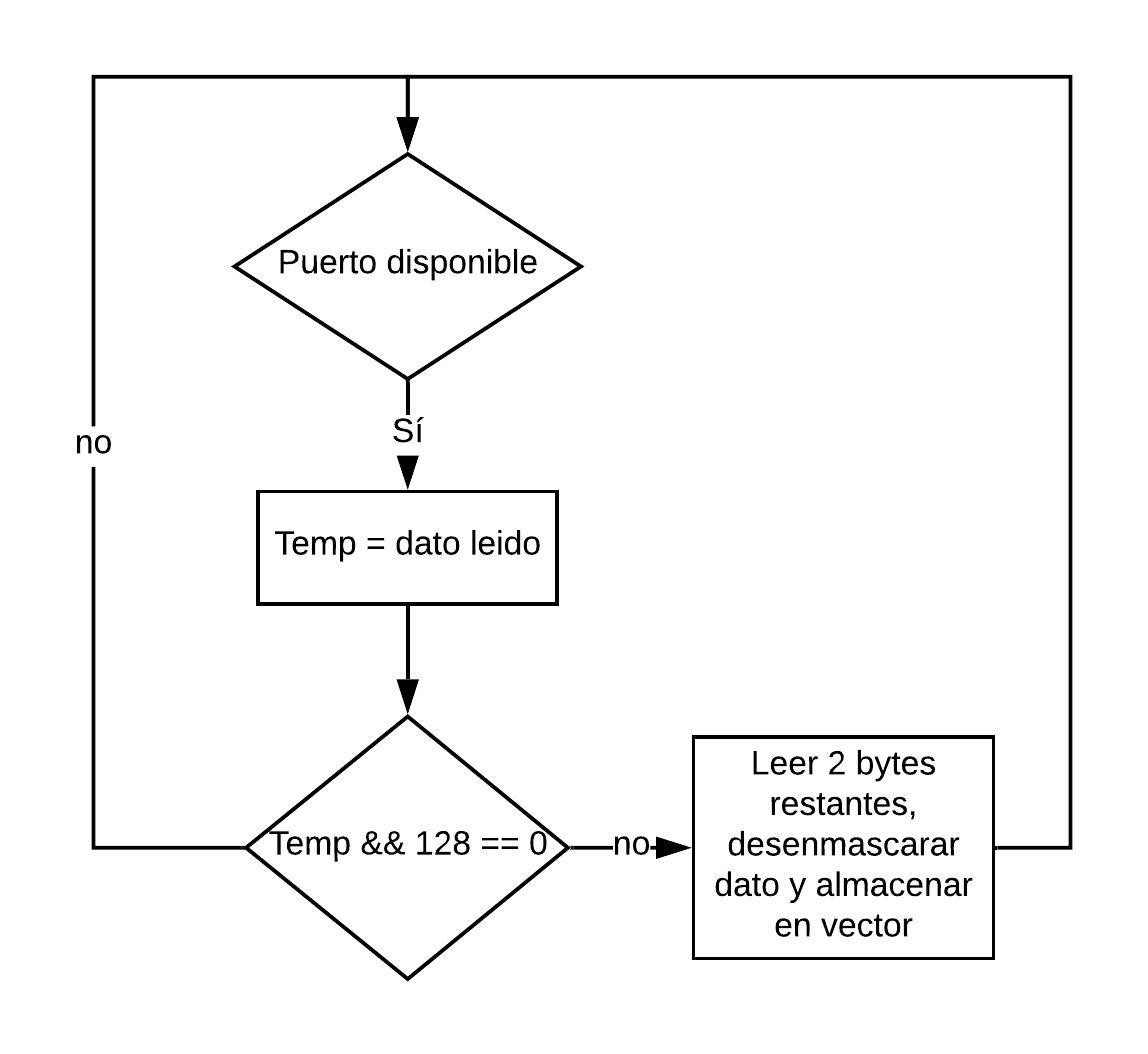 Puerto disponible
Sí
no
Temp = dato leido
Temp && 128 == 0
no
Leer 2 bytes
restantes,
desenmascarar
dato y almacenar
en vector